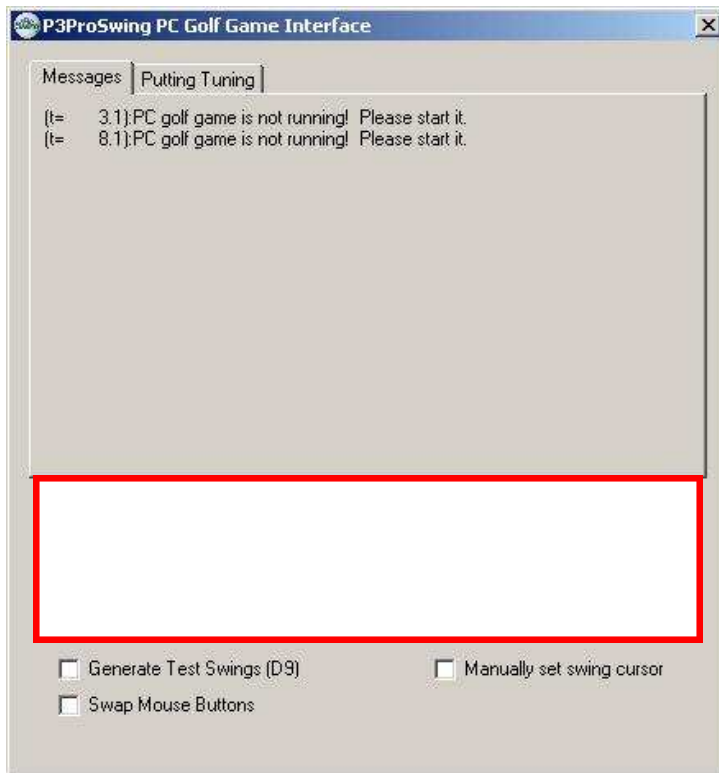 P3ProSwing PC Golf Game Interface
Messages
Putting Tuning
(t= 3.1):PC golf game is not running! Please start it.
(t= 8.1):PC golf game is not running! Please start it.
Generate Test Swings (D9)
Manually set swing cursor
Swap Mouse Buttons